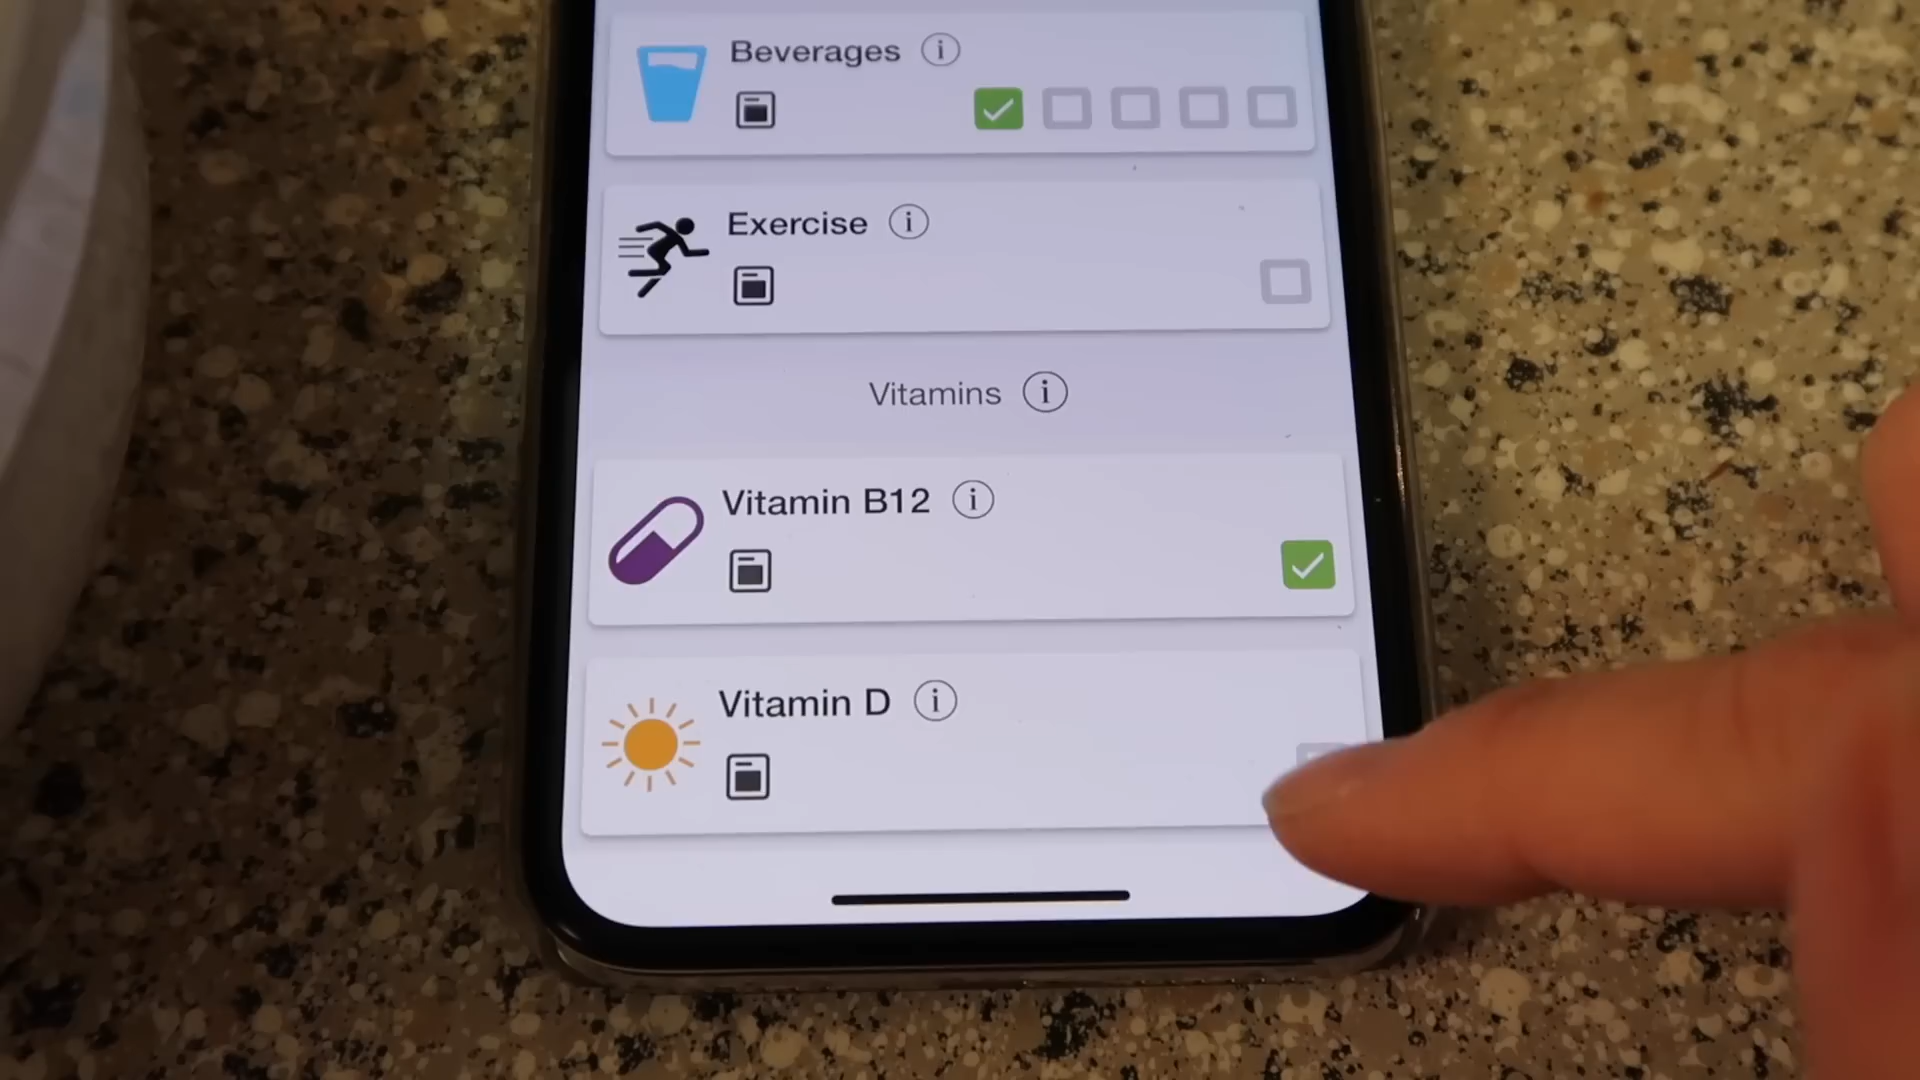 Beverages
Exercise
Vitamins
Vitamin B12
Vitamin D